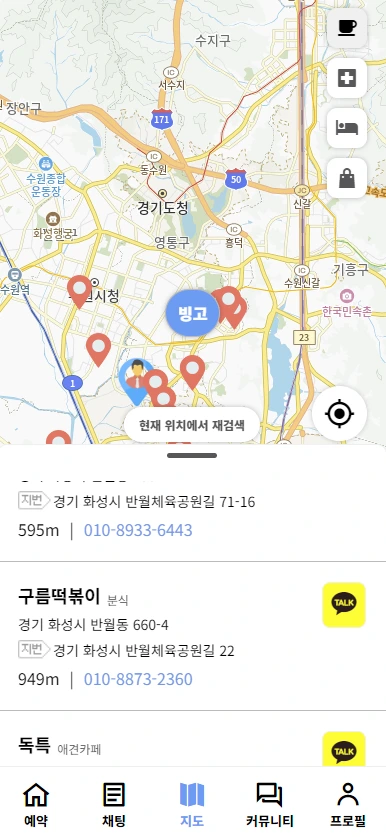 수지구
IC
서수지
장안구
171
IC
동수원
50
수원종합
운동장
경기도청
IC
신갈
화성행궁1
영통구
IC
흥덕
수원역
IC
수원신갈
기흥구
원시청
한국민속촌
빙고
23
1
현재 위치에서 재검색
지번 경기 화성시 반월체육공원길 71-16
595m | 010-8933-6443
구름떡볶이 분식
TALK
경기 화성시 반월동 660-4
지번 경기 화성시 반월체육공원길 22
949m | 010-8873-2360
독특 애견카페
TALK
예약 채팅 지도 커뮤니티 프로필